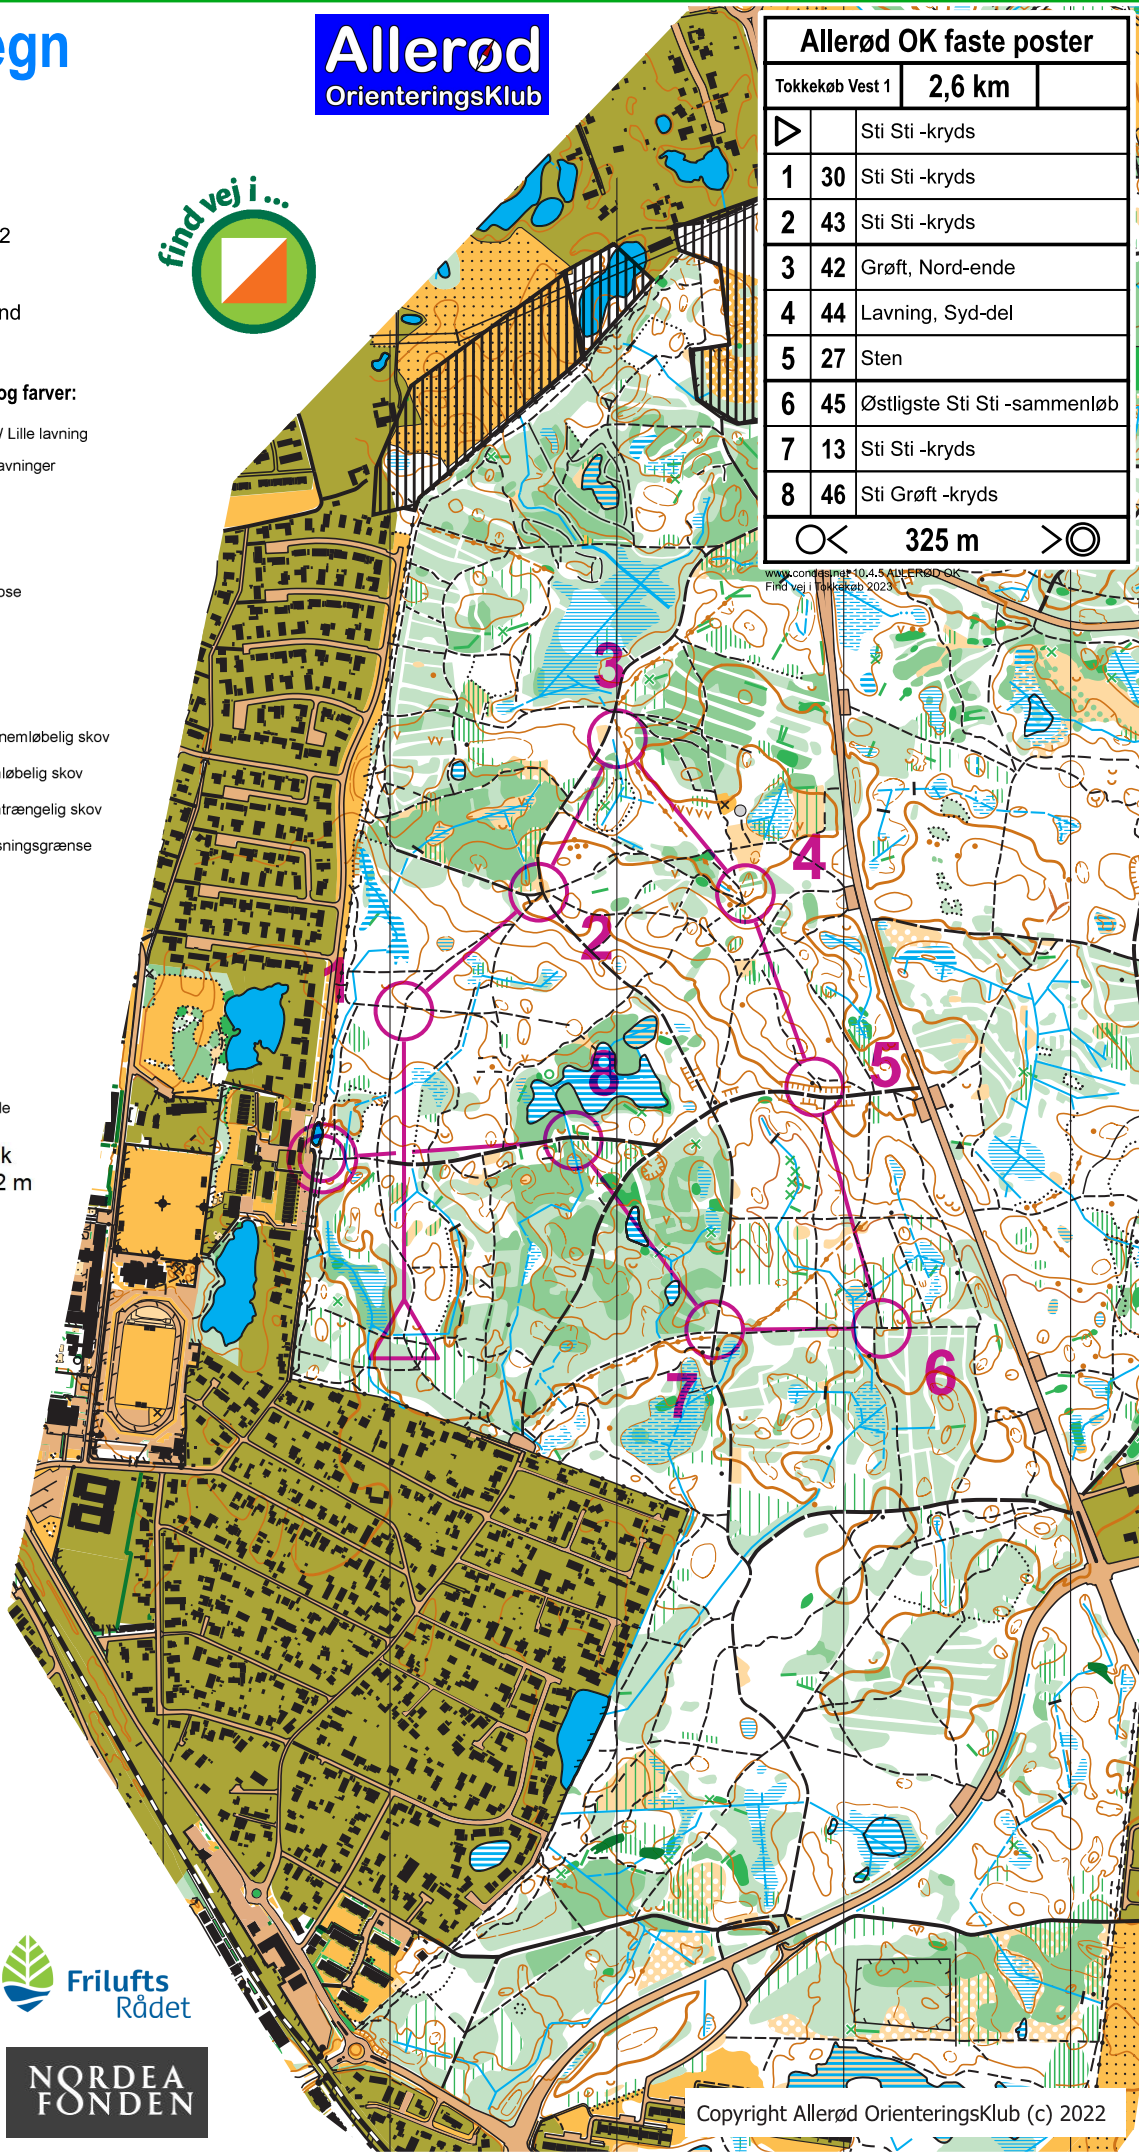 egn
Allerød
OrienteringsKlub
find vej i ...
2
nd
og farver:
/ Lille lavning
avninger
ose
nemløbelig skov
løbelig skov
trængelig skov
sningsgrænse
de
k
2 m
Allerød OK faste poster
Tokkekøb Vest 1 2,6 km
Sti Sti -kryds
1 30 Sti Sti -kryds
2 43 Sti Sti -kryds
3 42 Grøft, Nord-ende
4 44 Lavning, Syd-del
5 27 Sten
6 45 Østligste Sti Sti -sammenløb
7 13 Sti Sti -kryds
8 46 Sti Grøft -kryds
325 m
www.condes.net 10.4.5 ALLERØD OK
Find vej i Tokkekøb 2023
3
4
2
1
5
8
6
7
Frilufts
Rådet
NORDEA
FONDEN
Copyright Allerød OrienteringsKlub (c) 2022